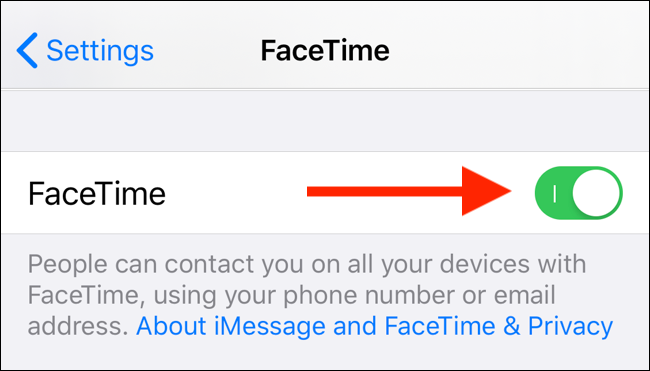 Settings
FaceTime
FaceTime
People can contact you on all your devices with
FaceTime, using your phone number or email
address. About iMessage and FaceTime & Privacy